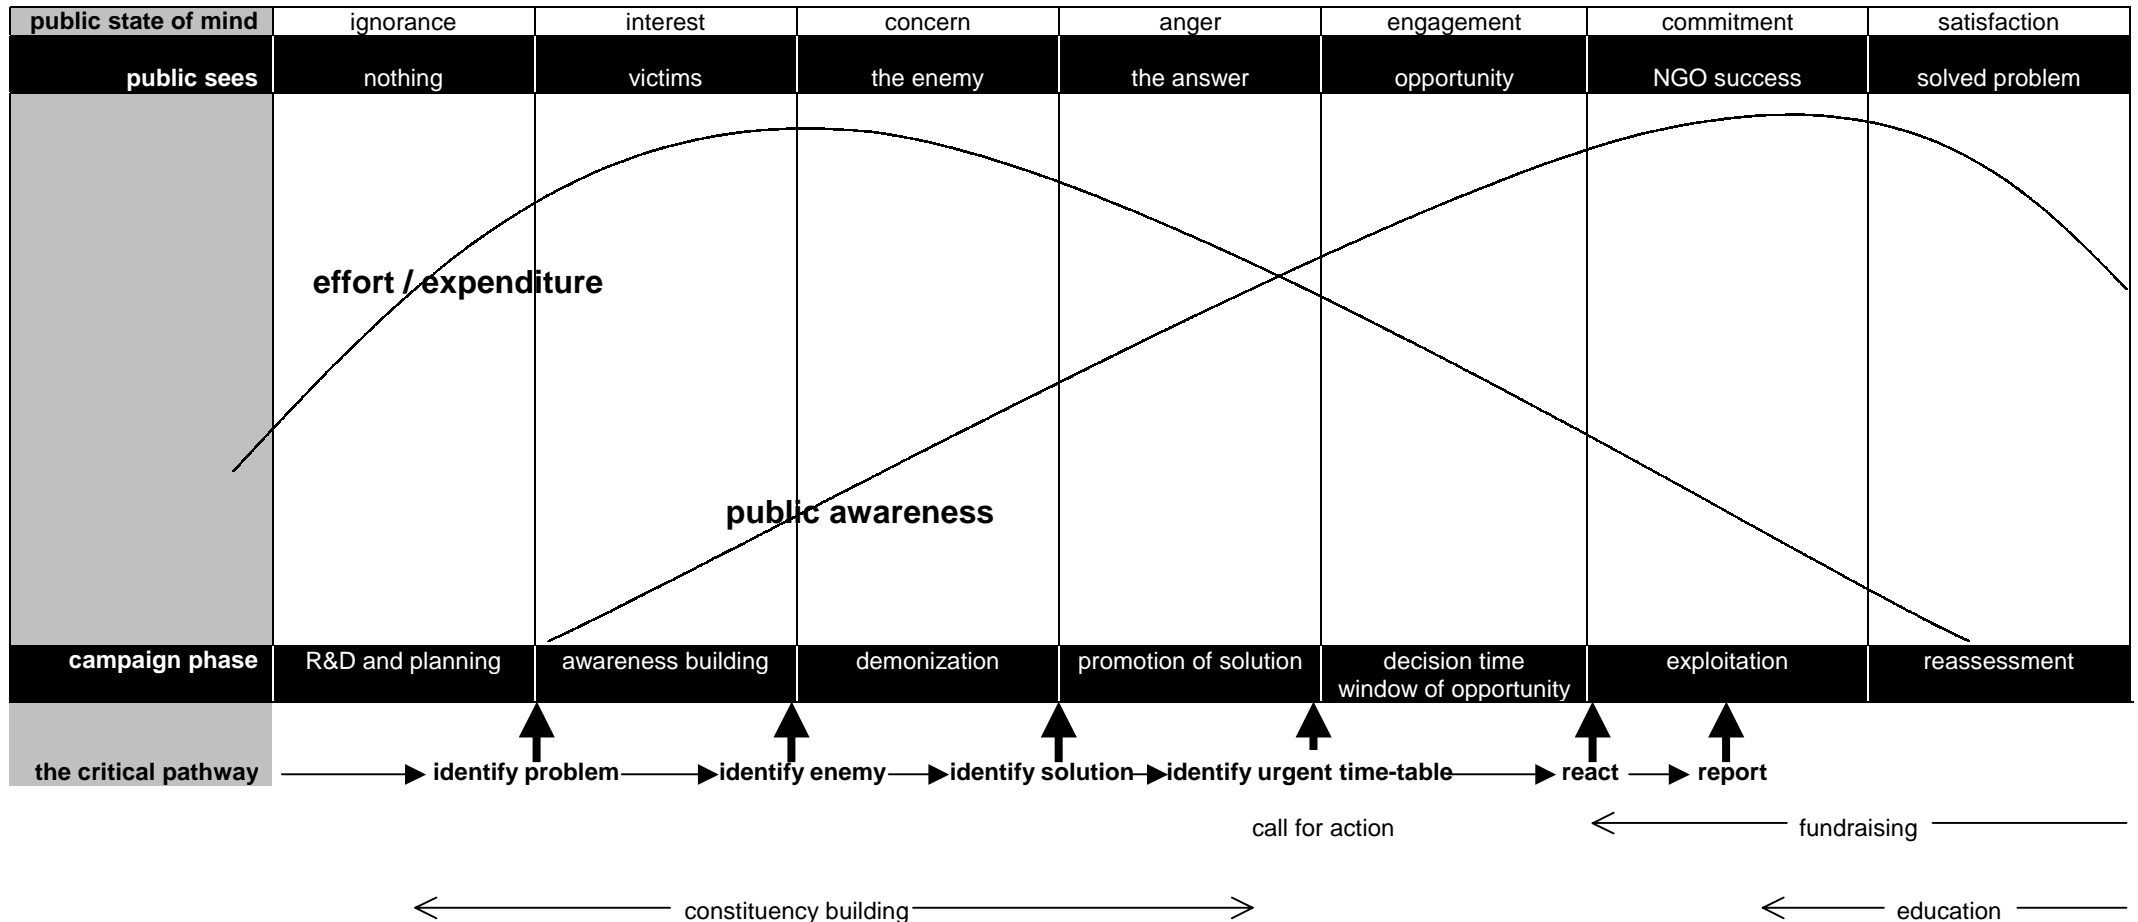 public state of mind ignorance interest concern anger engagement commitment satisfaction
public sees nothing victims the enemy the answer opportunity NGO success solved problem
effort / expenditure
public awareness
campaign phase R&D and planning awareness building demonization promotion of solution decision time exploitation reassessment
window of opportunity
the critical pathway identify problem identify enemy identify solution identify urgent time-table react report
call for action fundraising
constituency building education